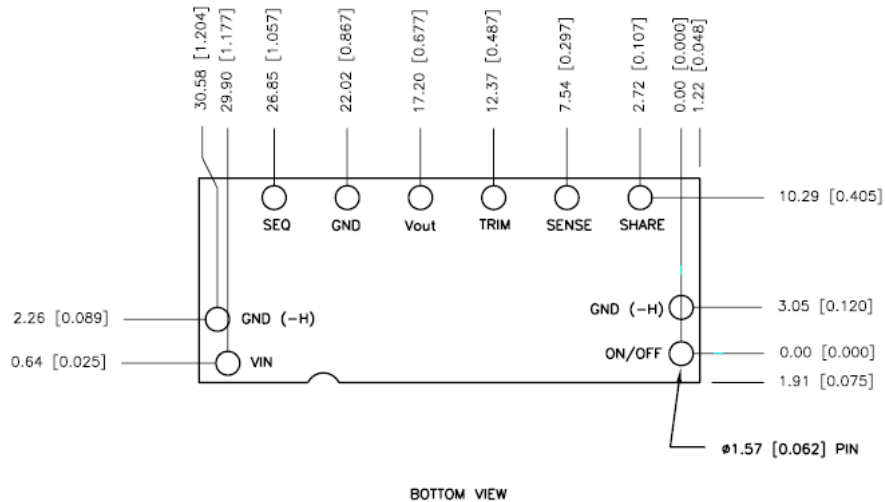 30.58 [1.204]
29.90 [1.177]
26.85 [1.057]
22.02 [0.867]
17.20 [0.677]
12.37 [0.487]
7.54 [0.297]
2.72 [0.107]
0.00 [0.000]
1.22 [0.048]
10.29 [0.405]
SEQ
GND
Vout
TRIM
SENSE
SHARE
2.26 [0.089]
GND (-H)
GND (-H)
3.05 [0.120]
0.64 [0.025]
VIN
ON/OFF
0.00 [0.000]
1.91 [0.075]
ø1.57 [0.062] PIN
BOTTOM VIEW